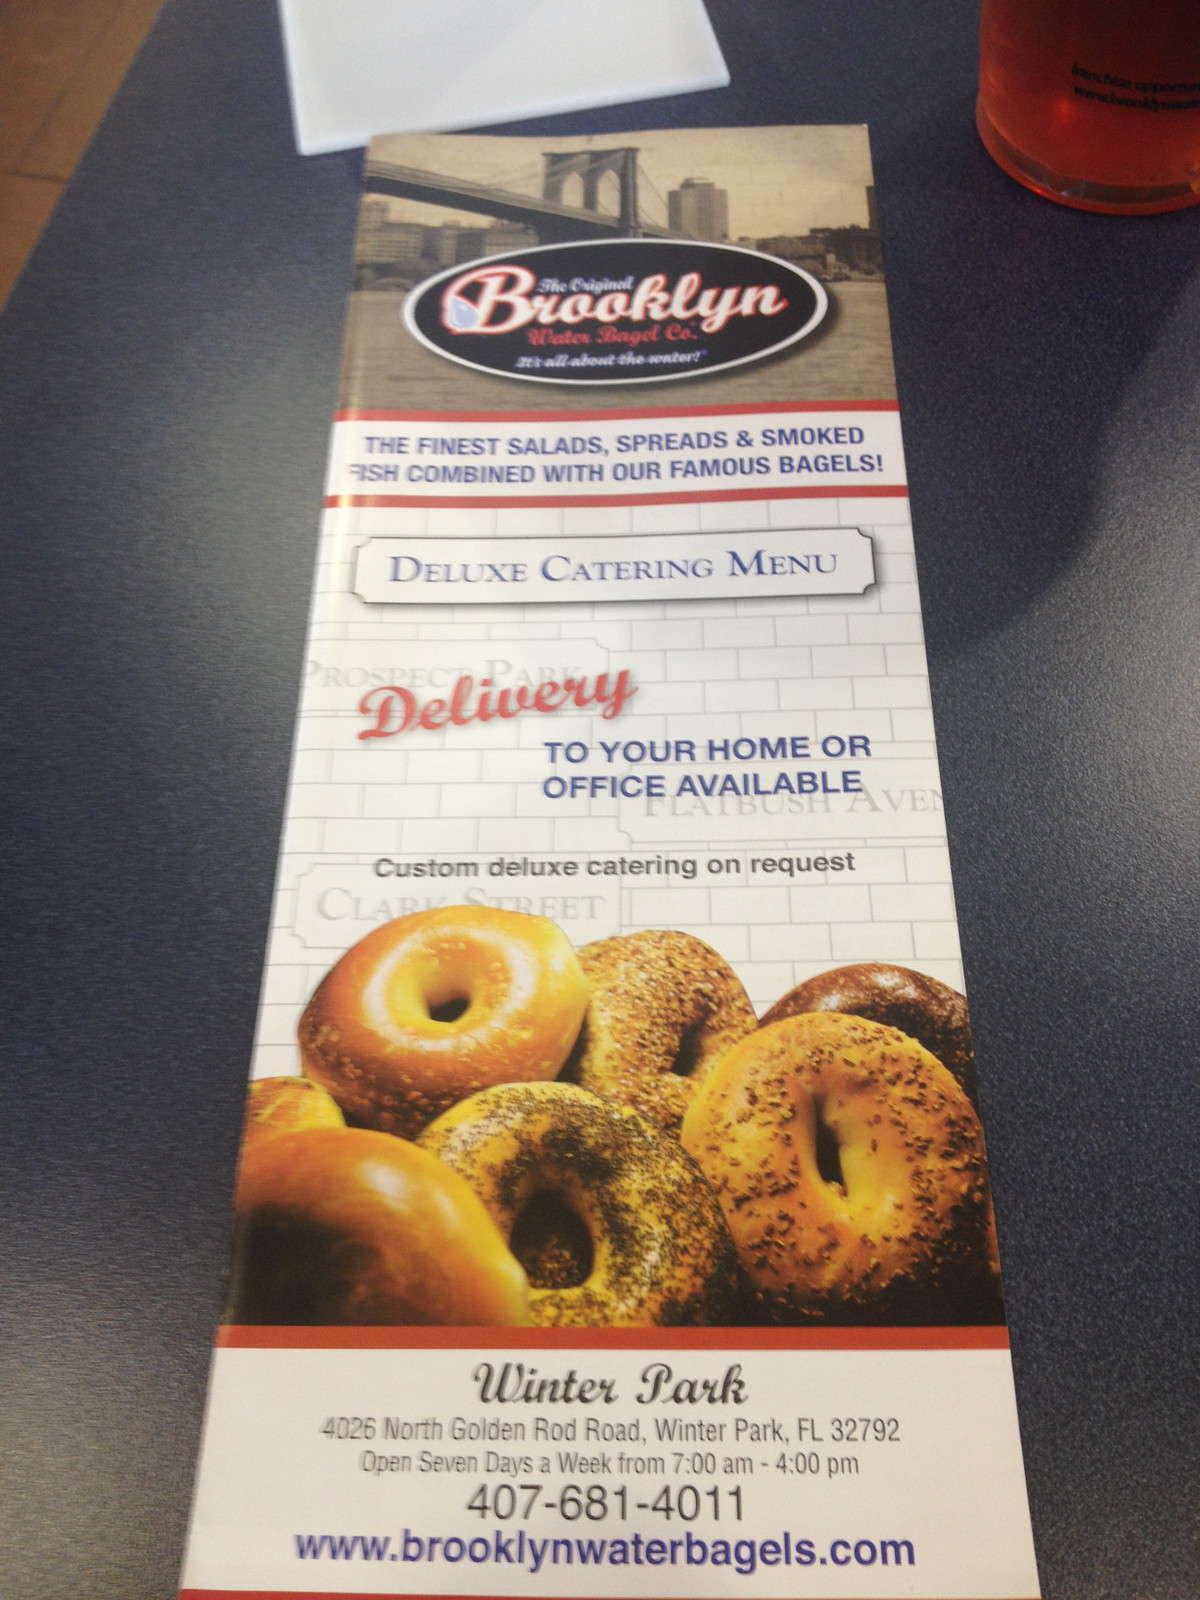 franchise
The Original
Brooklyn
Water Bagel Co.
It's all about the water!
THE FINEST SALADS, SPREADS & SMOKED
FISH COMBINED WITH OUR FAMOUS BAGELS!
DELUXE CATERING MENU
PROSPECT PARK
Delivery
TO YOUR HOME OR
OFFICE AVAILABLE
FLATBUSH AVEN
Custom deluxe catering on request
CLARK STREET
Winter Park
4026 North Golden Rod Road, Winter Park, FL 32792
Open Seven Days a Week from 7:00 am - 4:00 pm
407-681-4011
www.brooklynwaterbagels.com